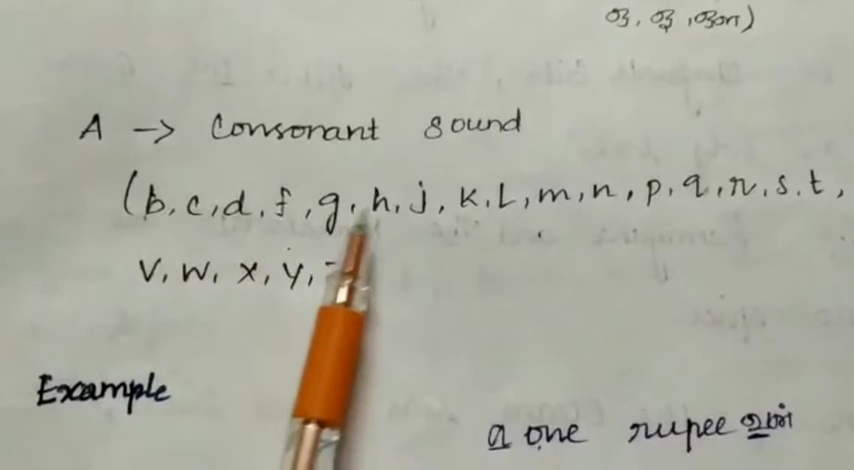 ஒ, ஓ, ஔ)
A -> Consonant sound
(b, c, d, f, g, h, j, k, L, m, n, p, q, r, s, t,
v, w, x, y,
Example
a one rupee